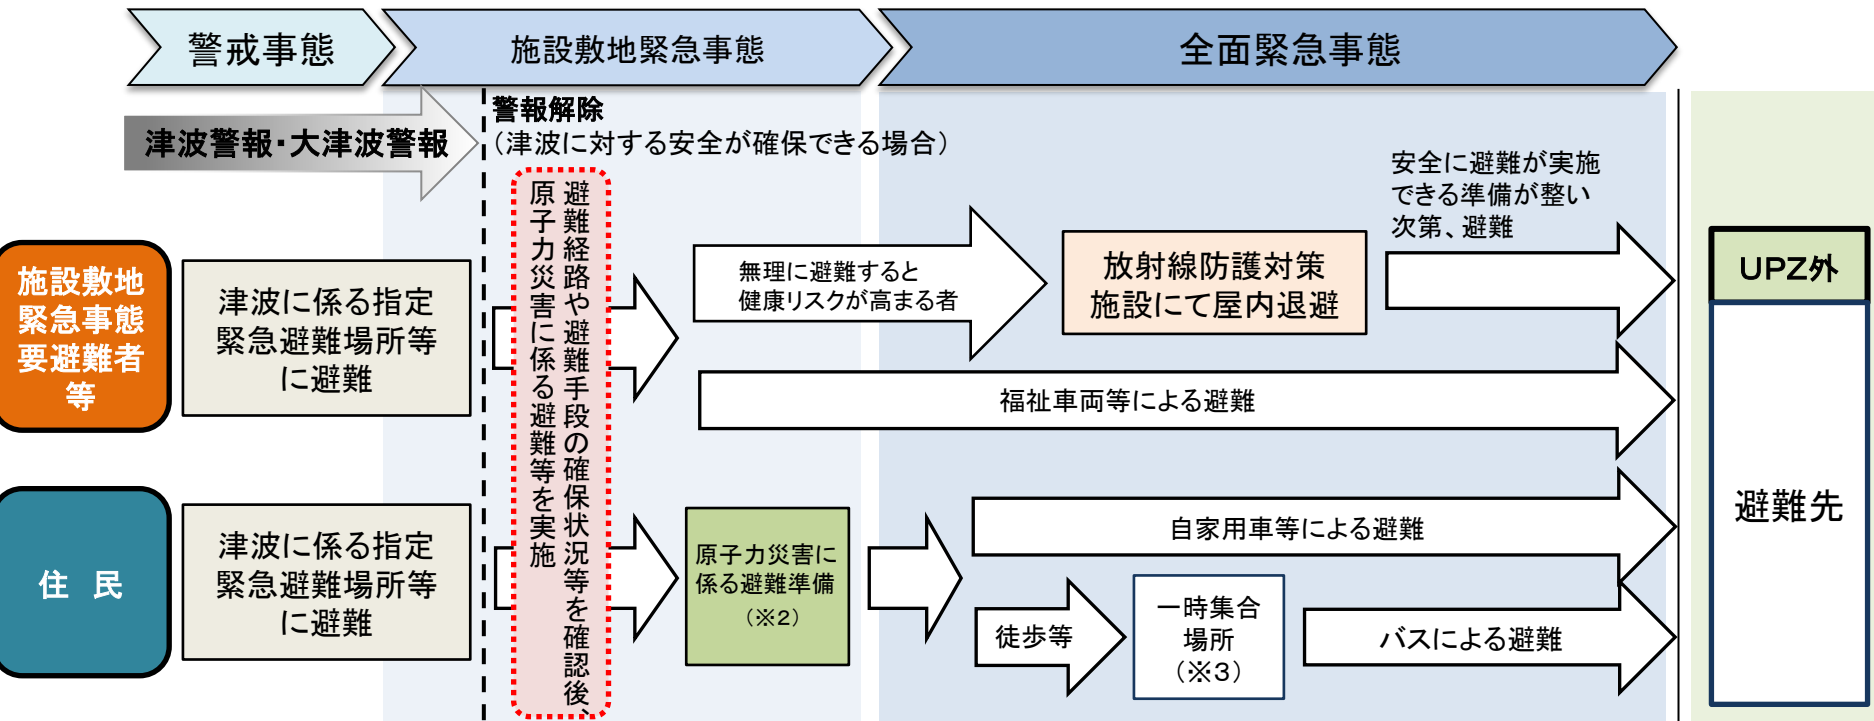 警戒事態
施設敷地緊急事態
全面緊急事態
津波警報・大津波警報
警報解除
（津波に対する安全が確保できる場合）
避難経路や避難手段の確保状況等を確認後、
原子力災害に係る避難等を実施
施設敷地
緊急事態
要避難者
等
津波に係る指定
緊急避難場所等
に避難
無理に避難すると
健康リスクが高まる者
放射線防護対策
施設にて屋内退避
安全に避難が実施
できる準備が整い
次第、避難
福祉車両等による避難
住　民
津波に係る指定
緊急避難場所等
に避難
原子力災害に
係る避難準備
（※2）
自家用車等による避難
徒歩等
一時集合
場所
（※3）
バスによる避難
UPZ外
避難先